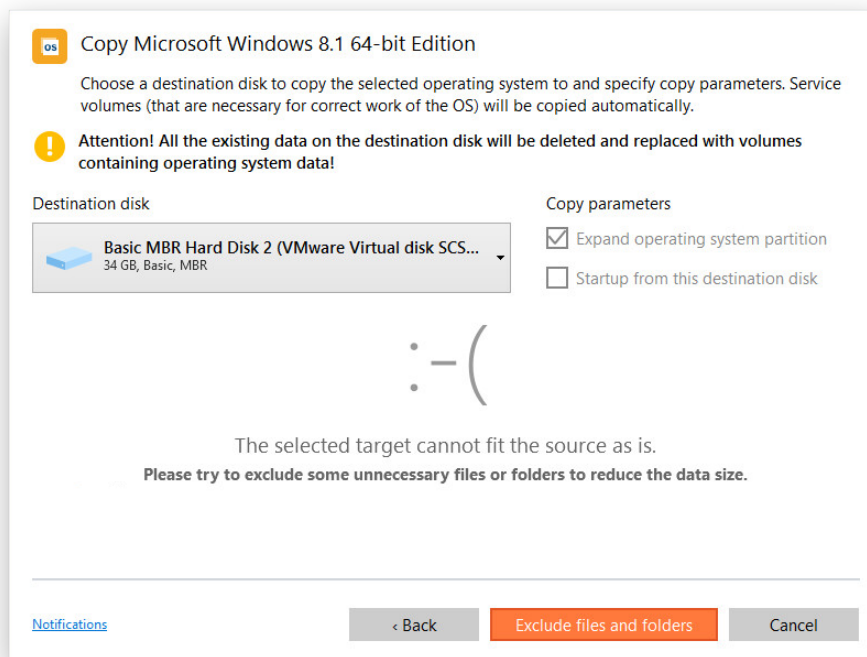 os
Copy Microsoft Windows 8.1 64-bit Edition
Choose a destination disk to copy the selected operating system to and specify copy parameters. Service
volumes (that are necessary for correct work of the OS) will be copied automatically.
!
Attention! All the existing data on the destination disk will be deleted and replaced with volumes
containing operating system data!
Destination disk
Copy parameters
Basic MBR Hard Disk 2 (VMware Virtual disk SCS...
34 GB, Basic, MBR
Expand operating system partition
Startup from this destination disk
:-(
The selected target cannot fit the source as is.
Please try to exclude some unnecessary files or folders to reduce the data size.
Notifications
‹ Back
Exclude files and folders
Cancel